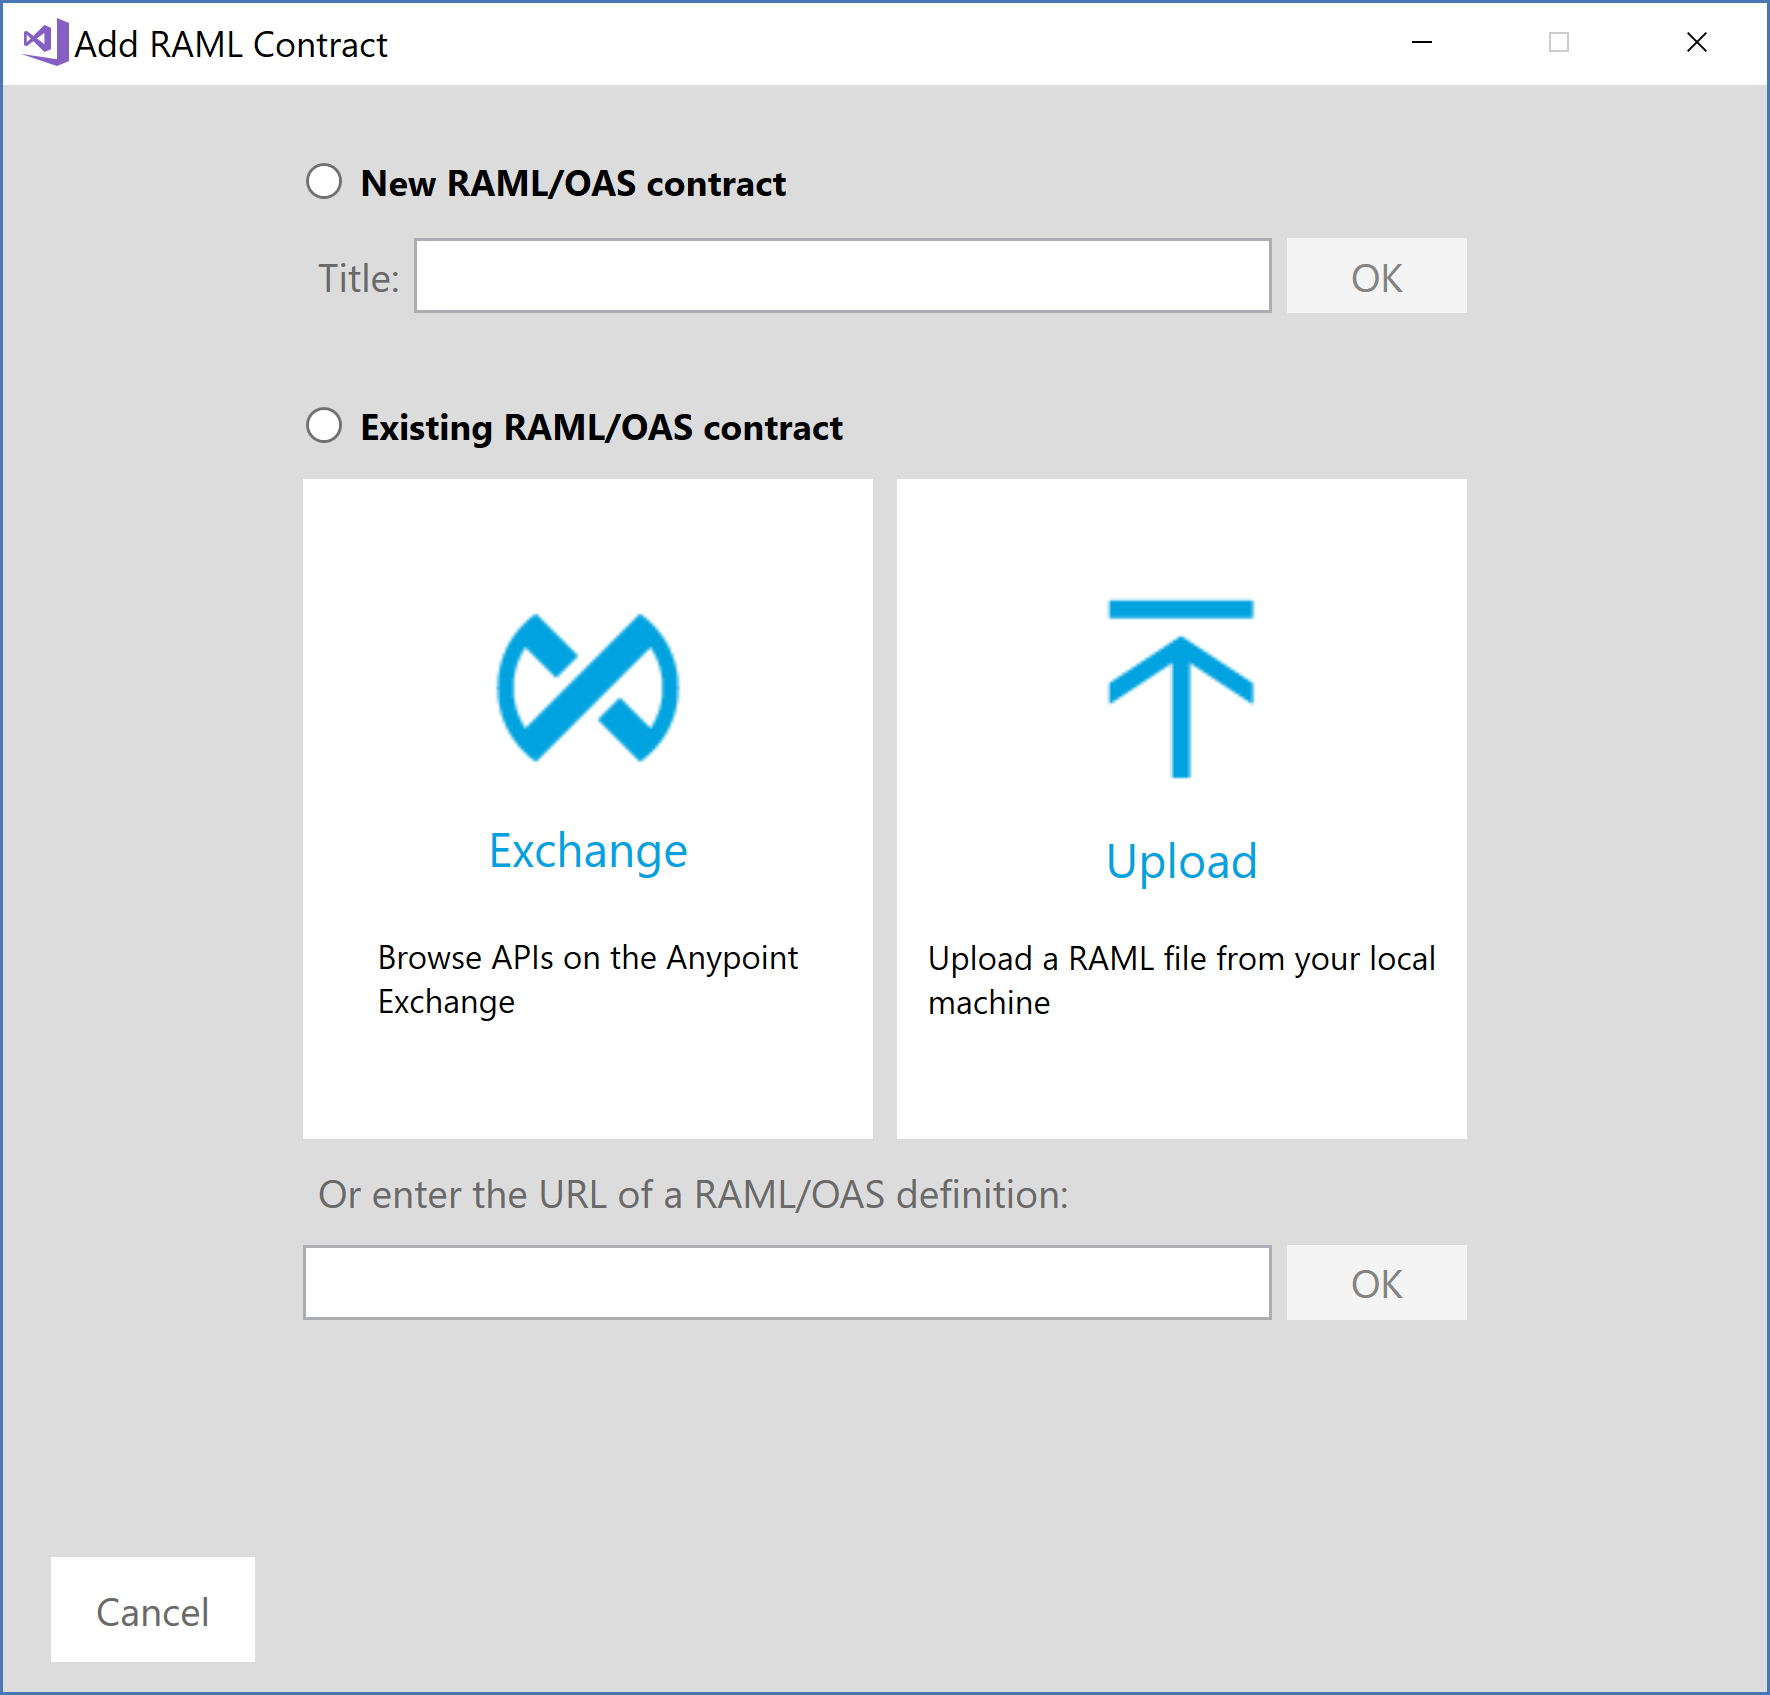 Add RAML Contract
New RAML/OAS contract
Title:
OK
Existing RAML/OAS contract
Exchange
Browse APIs on the Anypoint
Exchange
Upload
Upload a RAML file from your local
machine
Or enter the URL of a RAML/OAS definition:
OK
Cancel